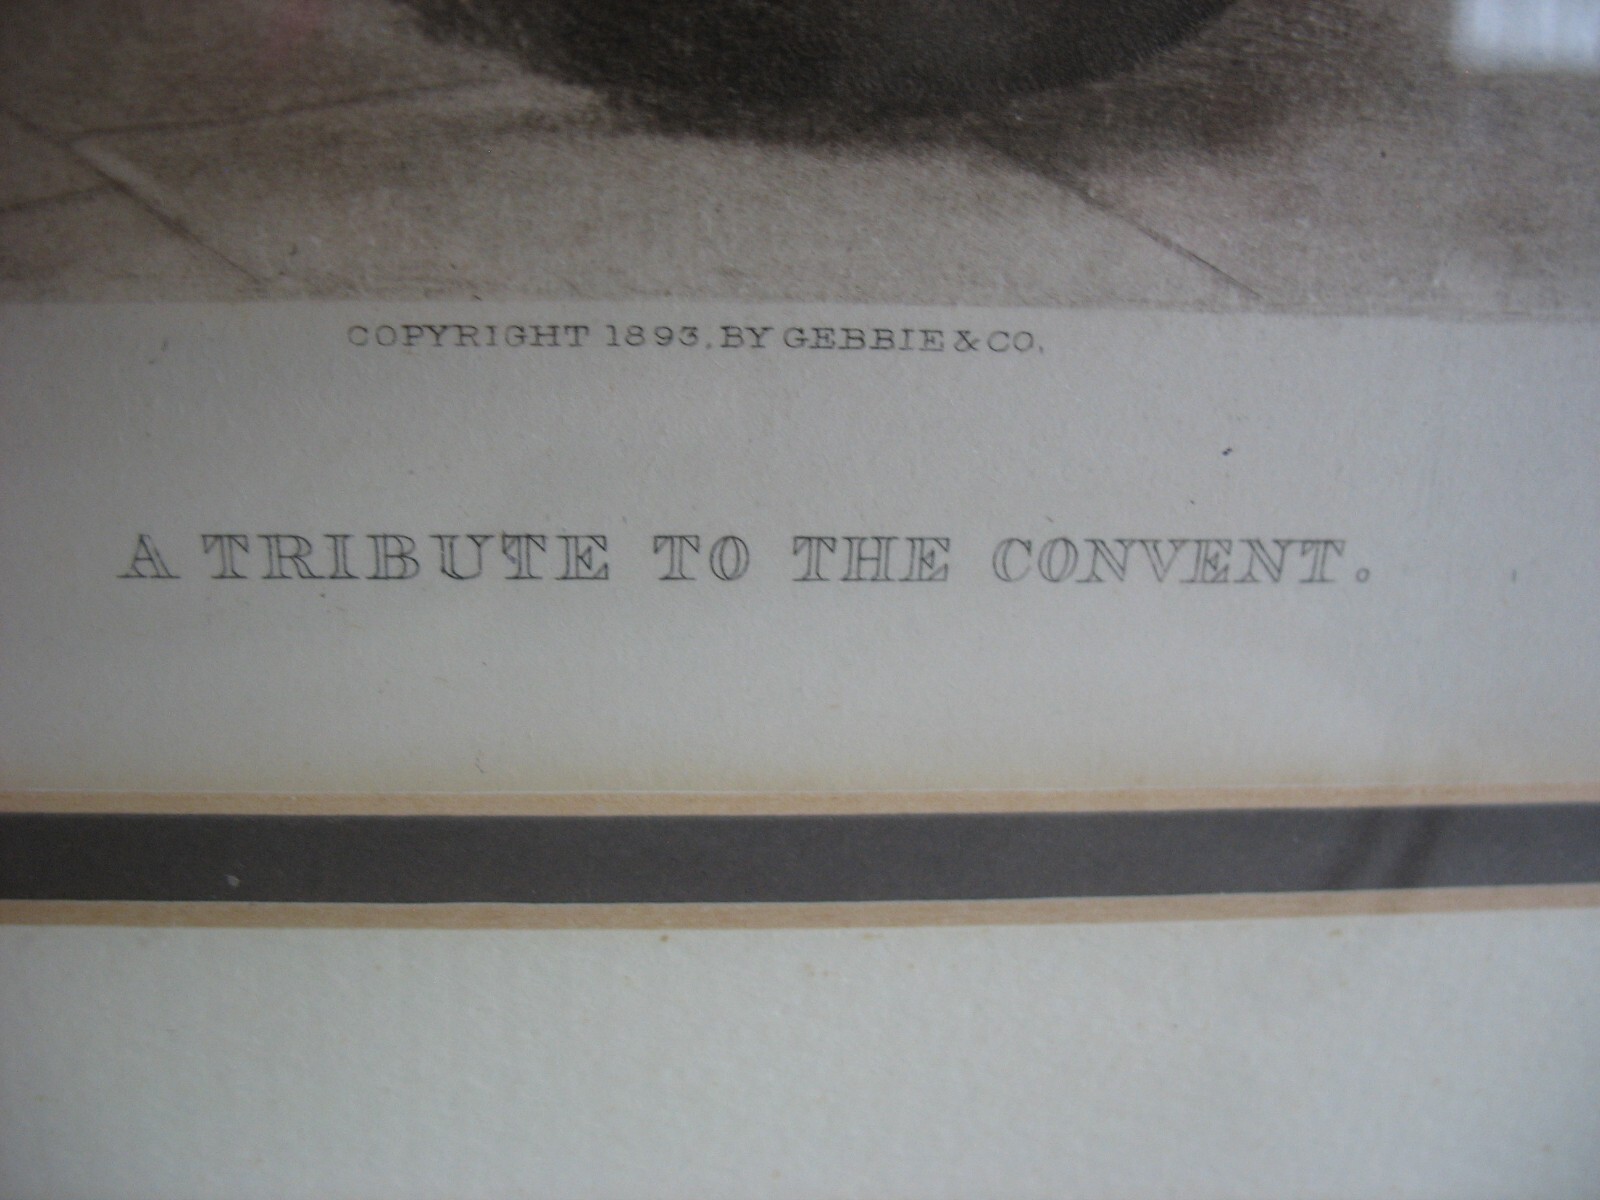 COPYRIGHT 1893, BY GEBBIE & CO.
A TRIBUTE TO THE CONVENT.